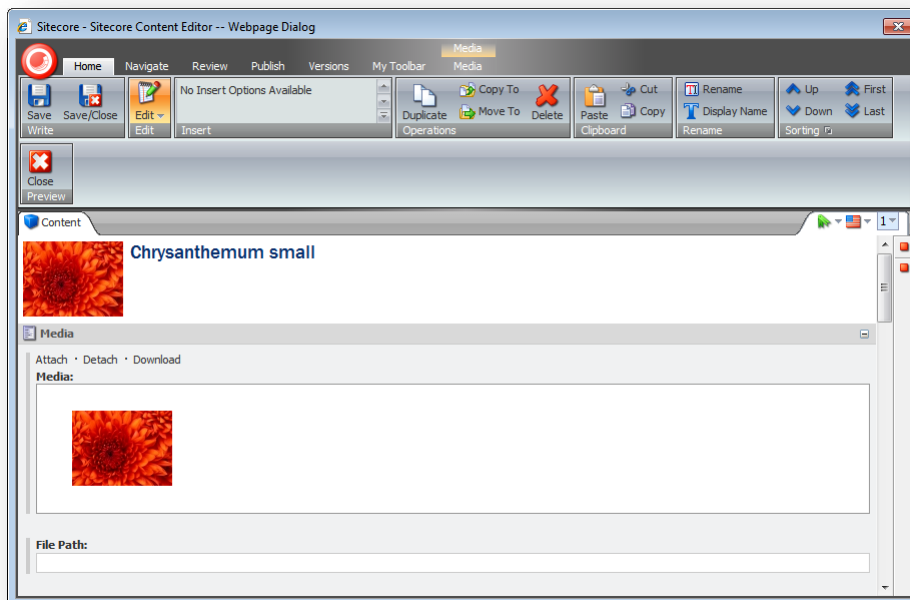 Sitecore - Sitecore Content Editor -- Webpage Dialog
Media
Home Navigate Review Publish Versions My Toolbar Media
Save Save/Close Edit No Insert Options Available Duplicate Copy To Move To Delete Paste Cut Copy Rename Display Name Up Down First Last
Write Edit Insert Operations Clipboard Rename Sorting
Close
Preview
Content 1
Chrysanthemum small
Media
Attach · Detach · Download
Media:
File Path: